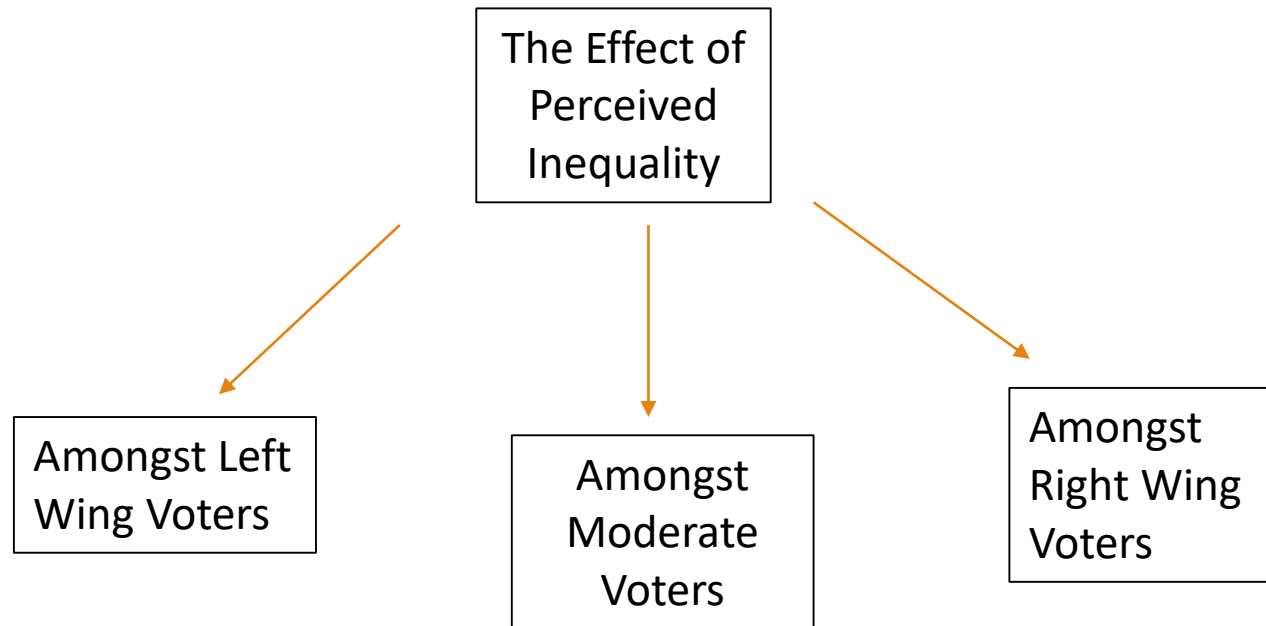 The Effect of
Perceived
Inequality
Amongst Left
Wing Voters
Amongst
Moderate
Voters
Amongst
Right Wing
Voters